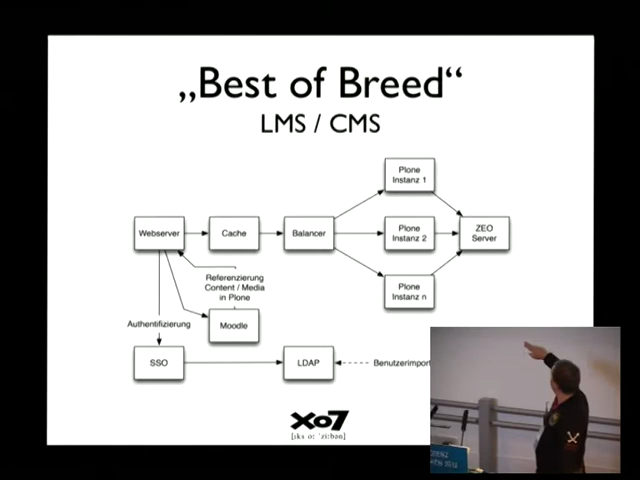 „Best of Breed“
LMS / CMS
Plone
Instanz 1
Webserver
Cache
Balancer
Plone
Instanz 2
ZEO
Server
Referenzierung
Content / Media
in Plone
Plone
Instanz n
Authentifizierung
Moodle
SSO
LDAP
Benutzerimport
xo7
[ɪks oː ˈziːbən]